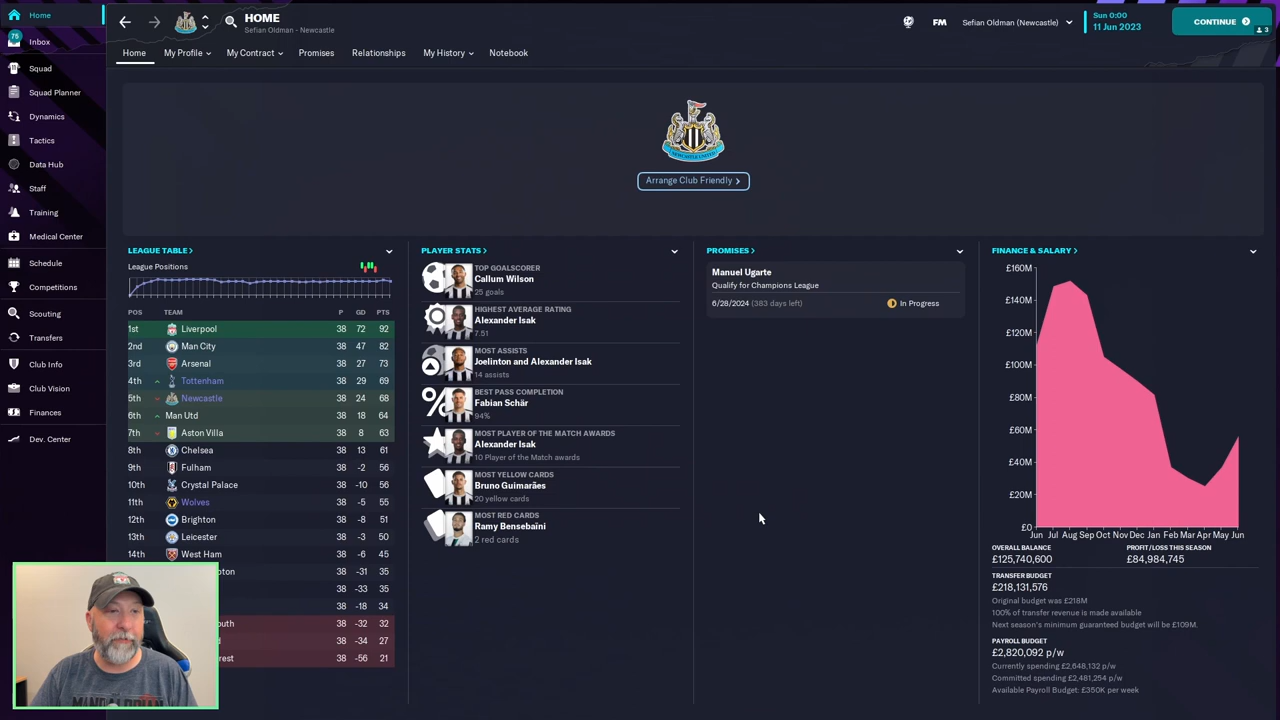 Home
75
Inbox
Squad
Squad Planner
Dynamics
Tactics
Data Hub
Staff
Training
Medical Center
Schedule
Competitions
Scouting
Transfers
Club Info
Club Vision
Finances
Dev. Center
HOME
Sefian Oldman - Newcastle
FM
Sefian Oldman (Newcastle)
Sun 0:00
11 Jun 2023
CONTINUE
3
Home
My Profile
My Contract
Promises
Relationships
My History
Notebook
Arrange Club Friendly >
LEAGUE TABLE >
League Positions
POS TEAM P GD PTS
1st Liverpool 38 72 92
2nd Man City 38 47 82
3rd Arsenal 38 27 73
4th Tottenham 38 29 69
5th Newcastle 38 24 68
6th Man Utd 38 18 64
7th Aston Villa 38 8 63
8th Chelsea 38 13 61
9th Fulham 38 -2 56
10th Crystal Palace 38 -10 56
11th Wolves 38 -5 55
12th Brighton 38 -8 51
13th Leicester 38 -3 50
14th West Ham 38 -6 45
pton 38 -31 35
38 -33 35
38 -18 34
outh 38 -32 32
d 38 -34 27
rest 38 -56 21
PLAYER STATS >
TOP GOALSCORER
Callum Wilson
25 goals
HIGHEST AVERAGE RATING
Alexander Isak
7.51
MOST ASSISTS
Joelinton and Alexander Isak
14 assists
BEST PASS COMPLETION
Fabian Schär
94%
MOST PLAYER OF THE MATCH AWARDS
Alexander Isak
10 Player of the Match awards
MOST YELLOW CARDS
Bruno Guimarães
20 yellow cards
MOST RED CARDS
Ramy Bensebaïni
2 red cards
PROMISES >
Manuel Ugarte
Qualify for Champions League
6/28/2024 (383 days left) In Progress
FINANCE & SALARY >
£160M
£140M
£120M
£100M
£80M
£60M
£40M
£20M
£0
Jun Jul Aug Sep Oct Nov Dec Jan Feb Mar Apr May Jun
OVERALL BALANCE PROFIT/LOSS THIS SEASON
£125,740,600 £84,984,745
TRANSFER BUDGET
£218,131,576
Original budget was £218M
100% of transfer revenue is made available
Next season's minimum guaranteed budget will be £109M.
PAYROLL BUDGET
£2,820,092 p/w
Currently spending £2,648,132 p/w
Committed spending £2,481,254 p/w
Available Payroll Budget: £350K per week